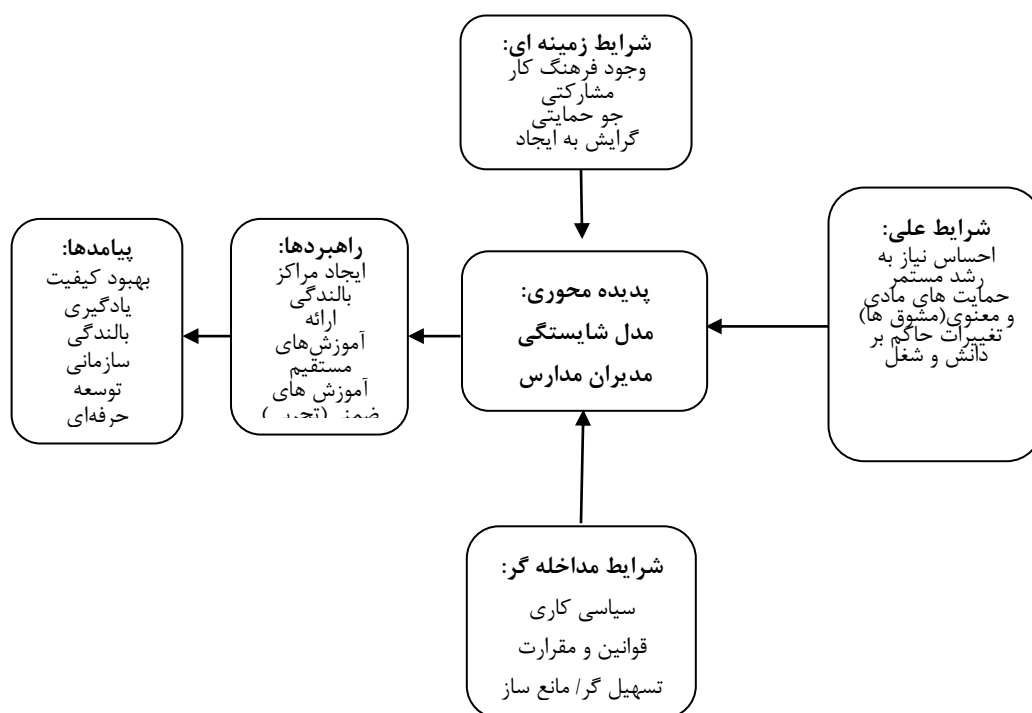 شرایط زمینه ای:
وجود فرهنگ کار
مشارکتی
جو حمایتی
گرایش به ایجاد
شرایط علی:
احساس نیاز به
رشد مستمر
حمایت های مادی
و معنوی(مشوق ها)
تغییرات حاکم بر
دانش و شغل
پدیده محوری:
مدل شایستگی
مدیران مدارس
راهبردها:
ایجاد مراکز
بالندگی
ارائه
آموزش‌های
مستقیم
آموزش های
پیامدها:
بهبود کیفیت
یادگیری
بالندگی
سازمانی
توسعه
حرفه‌ای
شرایط مداخله گر:
سیاسی کاری
قوانین و مقرارت
تسهیل گر/ مانع ساز